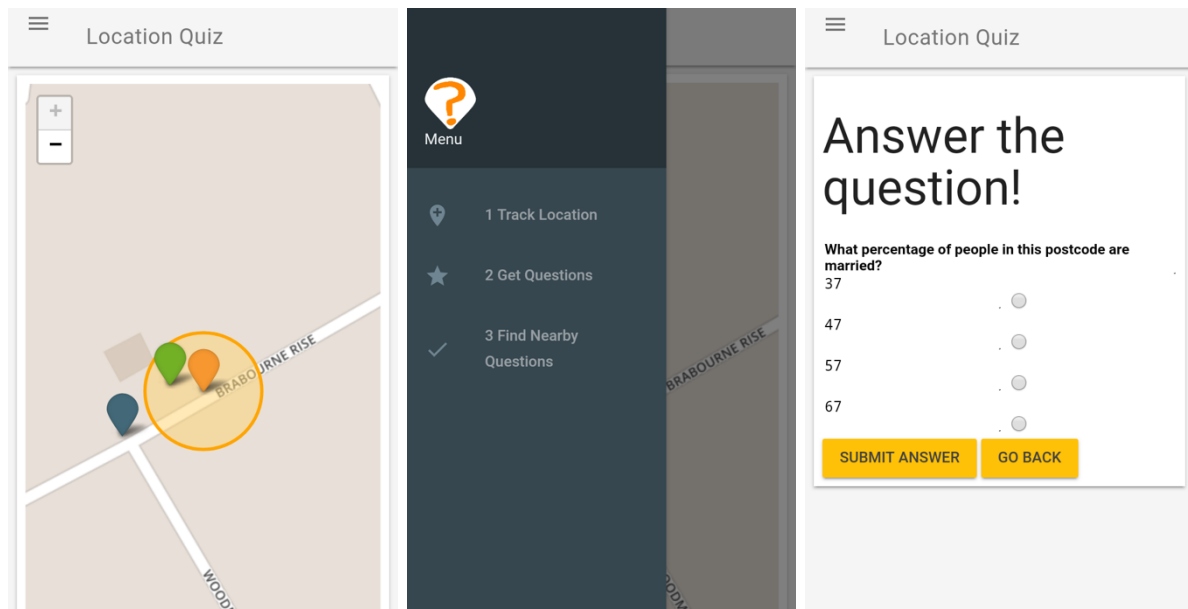 Location Quiz
+
−
BRABOURNE RISE
Menu
1 Track Location
2 Get Questions
3 Find Nearby
Questions
BRABOURNE RISE
Location Quiz
Answer the
question!
What percentage of people in this postcode are
married?
37
47
57
67
SUBMIT ANSWER
GO BACK